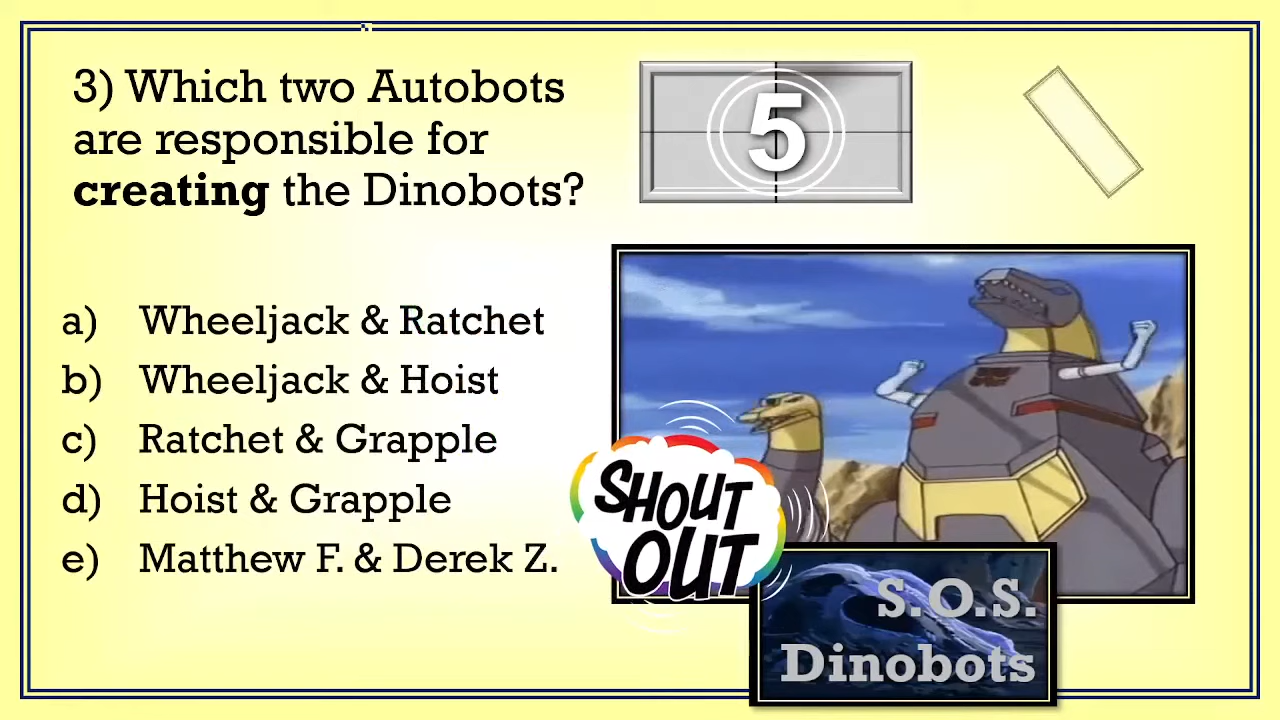 3) Which two Autobots
are responsible for
creating the Dinobots?
5
a) Wheeljack & Ratchet
b) Wheeljack & Hoist
c) Ratchet & Grapple
d) Hoist & Grapple
e) Matthew F. & Derek Z.
SHOUT
OUT
S.O.S.
Dinobots